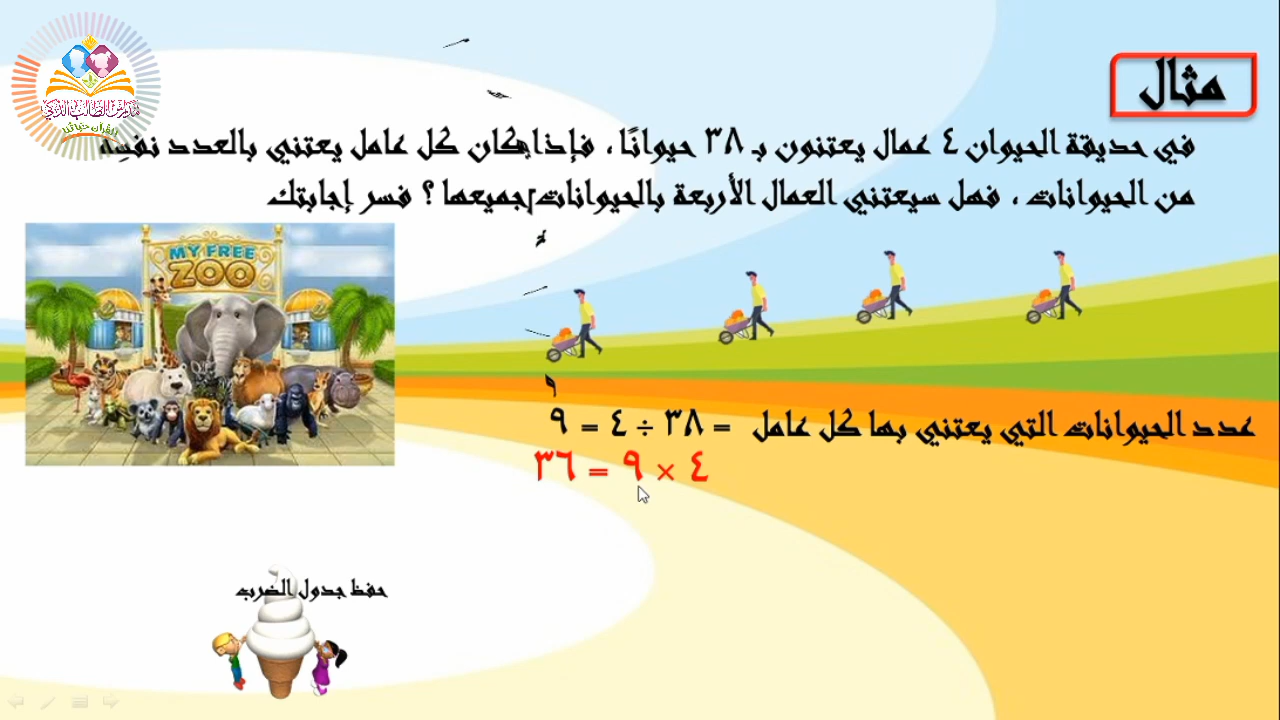 مثال
في حديقة الحيوان ٤ عمال يعتنون بـ ٣٨ حيوانًا ، فإذا كان كل عامل يعتني بالعدد نفسِه
من الحيوانات ، فهل سيعتني العمال الأربعة بالحيوانات جميعها ؟ فسر إجابتك
MY FREE
ZOO
عدد الحيوانات التي يعتني بها كل عامل = ٣٨ ÷ ٤ = ٩
٤ × ٩ = ٣٦
حفظ جدول الضرب